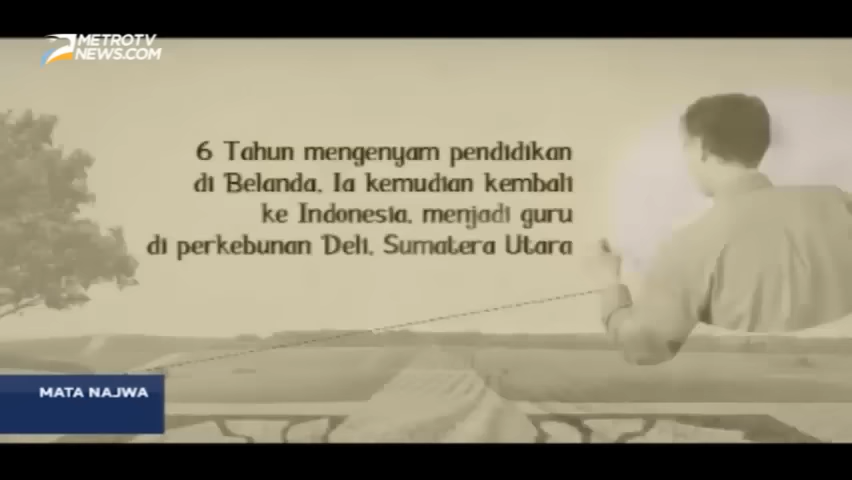 METROTV
NEWS.COM
6 Tahun mengenyam pendidikan
di Belanda. Ia kemudian kembali
ke Indonesia, menjadi guru
di perkebunan Deli, Sumatera Utara
MATA NAJWA